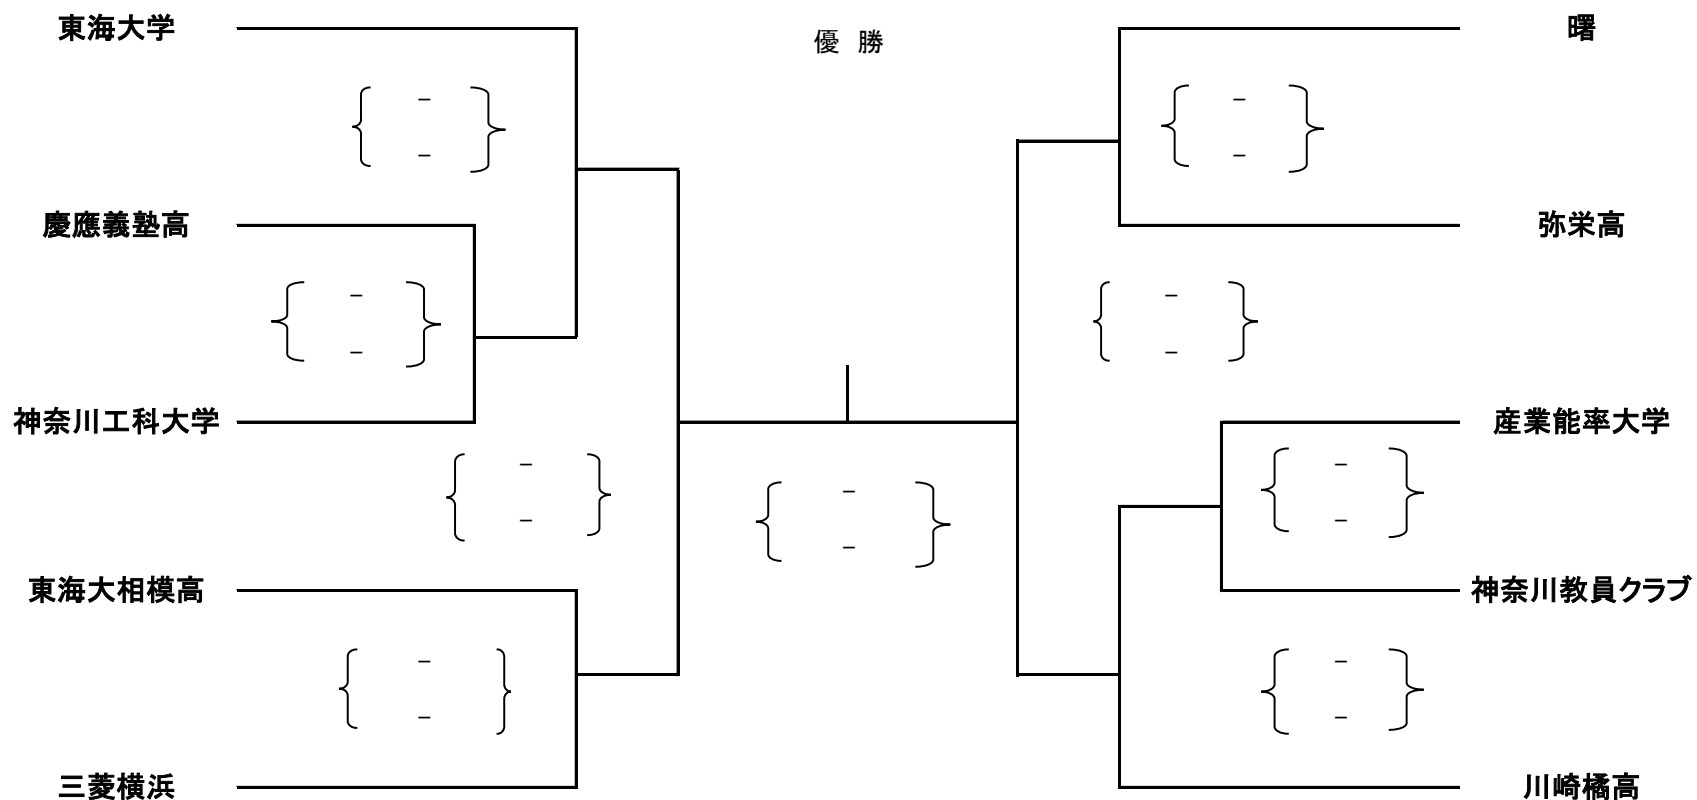 東海大学
優 勝
曙
－
－
－
－
慶應義塾高
弥栄高
－
－
－
－
神奈川工科大学
産業能率大学
－
－
－
－
－
－
東海大相模高
神奈川教員クラブ
－
－
－
－
三菱横浜
川崎橘高